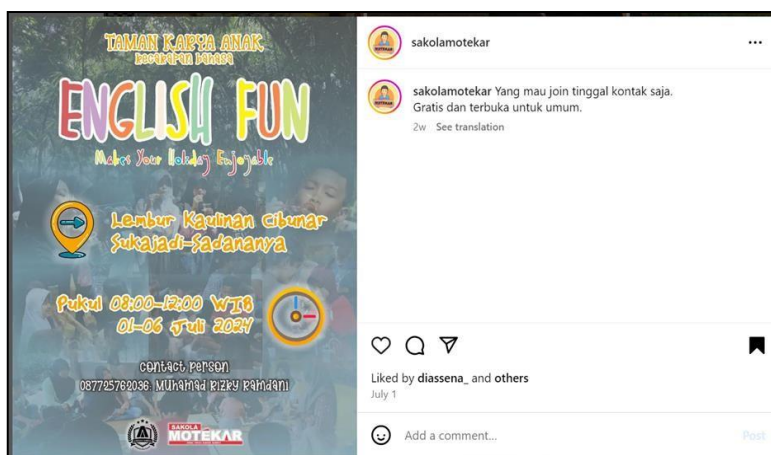 TAMAN KARYA ANAK
kecakapan bahasa
ENGLISH FUN
Makes Your Holiday Enjoyable
Lembur Kaulinan Cibunar
Sukajadi-Sadananya
Pukul 08:00-12:00 WIB
01-06 Juli 2024
contact person
087725762036: Muhamad Rizky Ramdani
SAKOLA
MOTEKAR
sakolamotekar
sakolamotekar Yang mau join tinggal kontak saja.
Gratis dan terbuka untuk umum.
2w See translation
Liked by diassena_ and others
July 1
Add a comment...
Post